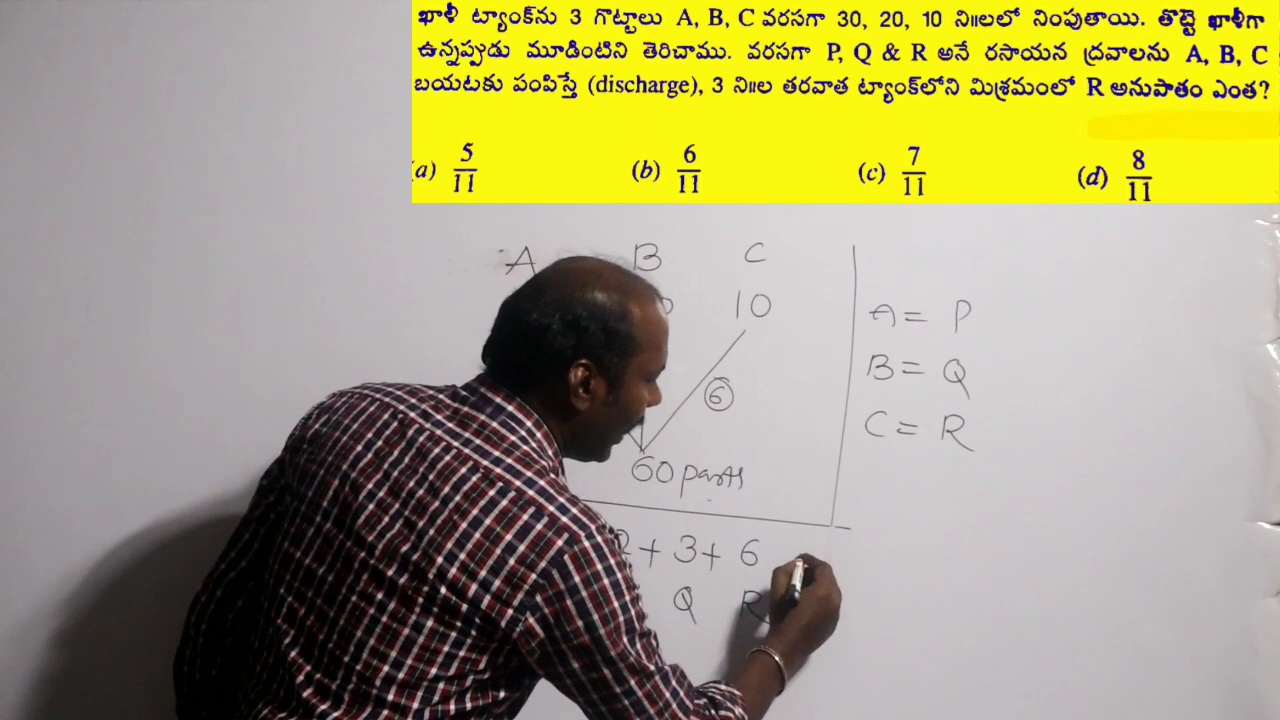 ఖాళీ ట్యాంక్‌ను 3 గొట్టాలు A, B, C వరసగా 30, 20, 10 ని॥లలో నింపుతాయి. తొట్టె ఖాళీగా
ఉన్నప్పుడు మూడింటిని తెరిచాము. వరసగా P, Q & R అనే రసాయన ద్రవాలను A, B, C
బయటకు పంపిస్తే (discharge), 3 ని॥ల తరవాత ట్యాంక్‌లోని మిశ్రమంలో R అనుపాతం ఎంత?
(a) 5/11 (b) 6/11 (c) 7/11 (d) 8/11
A B C
10
6
60 parts
A = P
B = Q
C = R
2 + 3 + 6
Q R